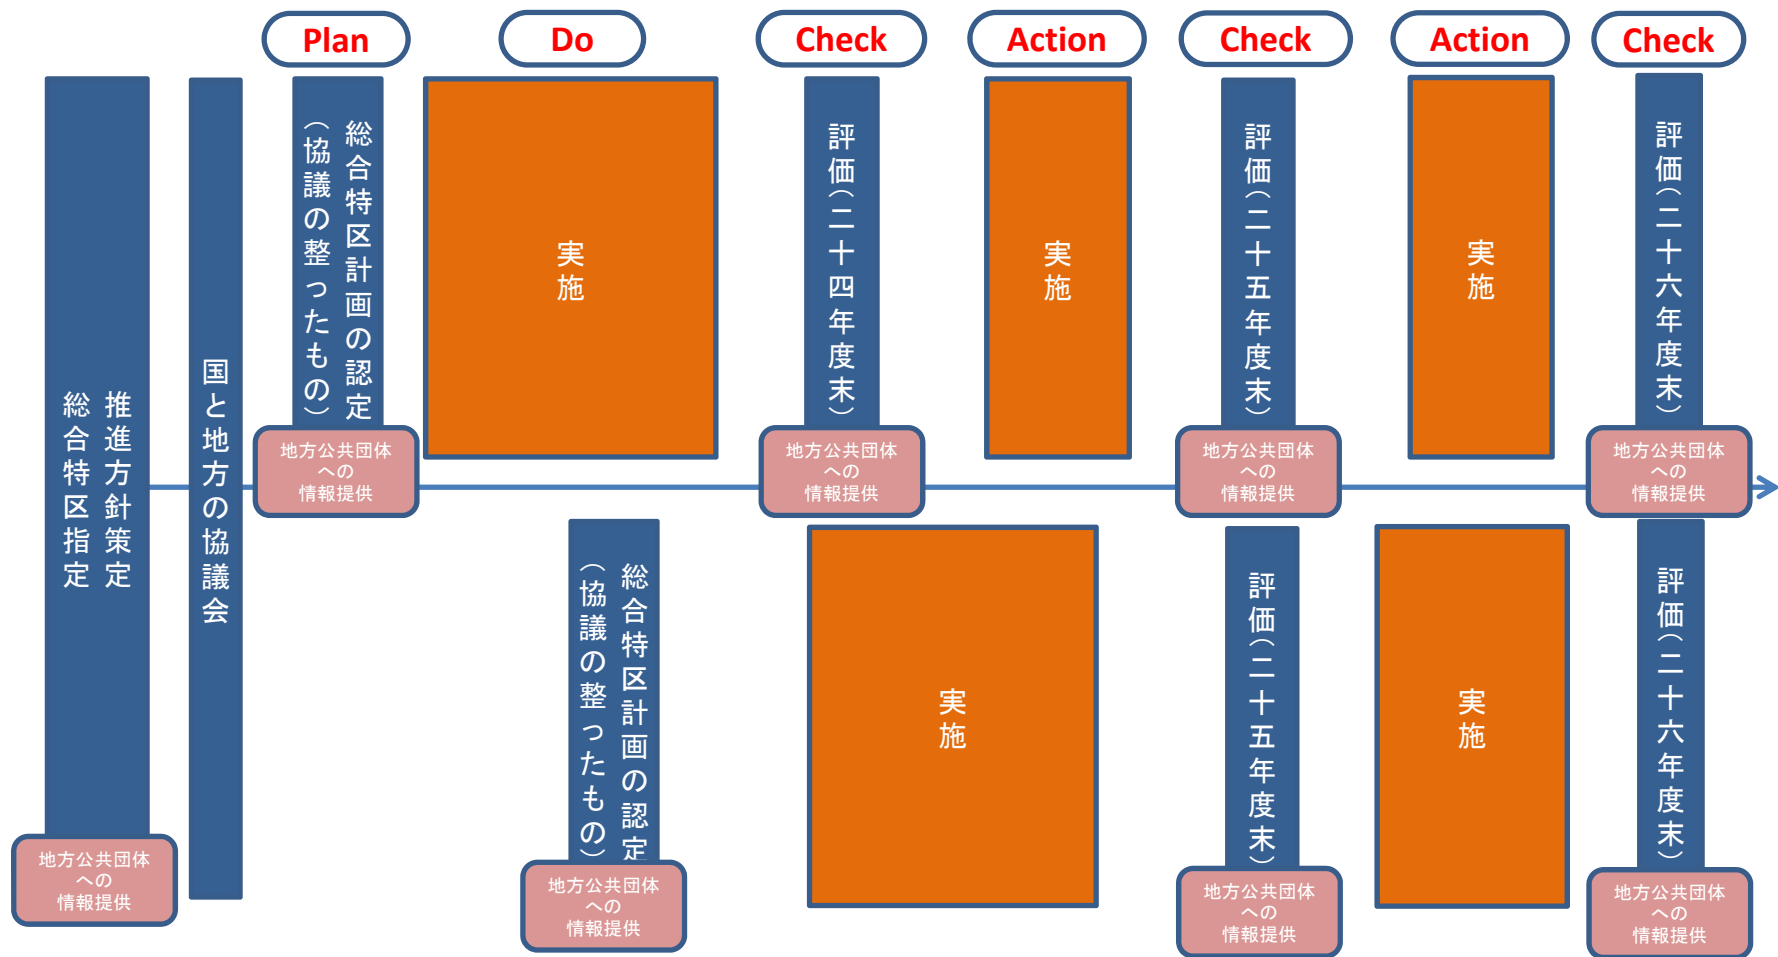 Plan
Do
Check
Action
Check
Action
Check
推進方針策定
総合特区指定
地方公共団体
への
情報提供
国と地方の協議会
総合特区計画の認定
（協議の整ったもの）
地方公共団体
への
情報提供
実施
評価（二十四年度末）
地方公共団体
への
情報提供
実施
評価（二十五年度末）
地方公共団体
への
情報提供
実施
評価（二十六年度末）
地方公共団体
への
情報提供
総合特区計画の認定
（協議の整ったもの）
地方公共団体
への
情報提供
実施
評価（二十五年度末）
地方公共団体
への
情報提供
実施
評価（二十六年度末）
地方公共団体
への
情報提供